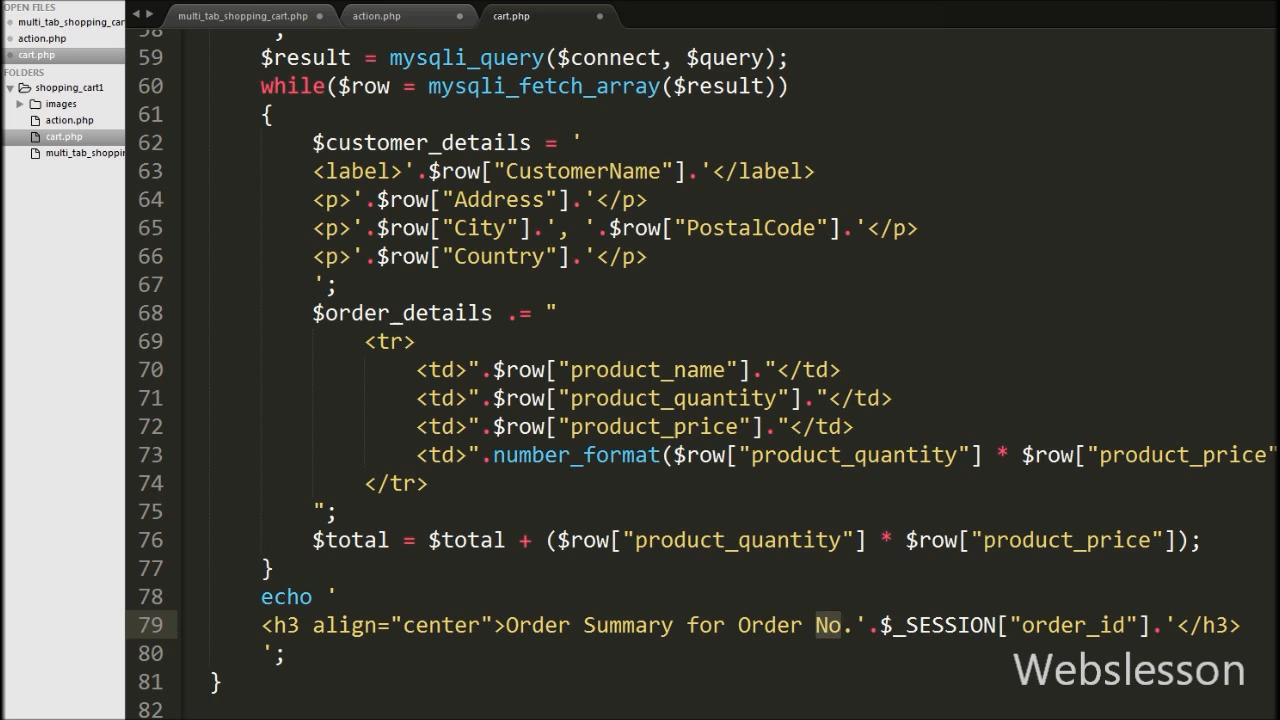 OPEN FILES
multi_tab_shopping_car
action.php
cart.php
FOLDERS
shopping_cart1
images
action.php
cart.php
multi_tab_shoppin
multi_tab_shopping_cart.php
action.php
cart.php
58 ';
59 $result = mysqli_query($connect, $query);
60 while($row = mysqli_fetch_array($result))
61 {
62 $customer_details = '
63 <label>'.$row["CustomerName"].'</label>
64 <p>'.$row["Address"].'</p>
65 <p>'.$row["City"].', '.$row["PostalCode"].'</p>
66 <p>'.$row["Country"].'</p>
67 ';
68 $order_details .= "
69 <tr>
70 <td>".$row["product_name"]."</td>
71 <td>".$row["product_quantity"]."</td>
72 <td>".$row["product_price"]."</td>
73 <td>".number_format($row["product_quantity"] * $row["product_price"
74 </tr>
75 ";
76 $total = $total + ($row["product_quantity"] * $row["product_price"]);
77 }
78 echo '
79 <h3 align="center">Order Summary for Order No.'.$_SESSION["order_id"].'</h3>
80 ';
81 }
82
Webslesson